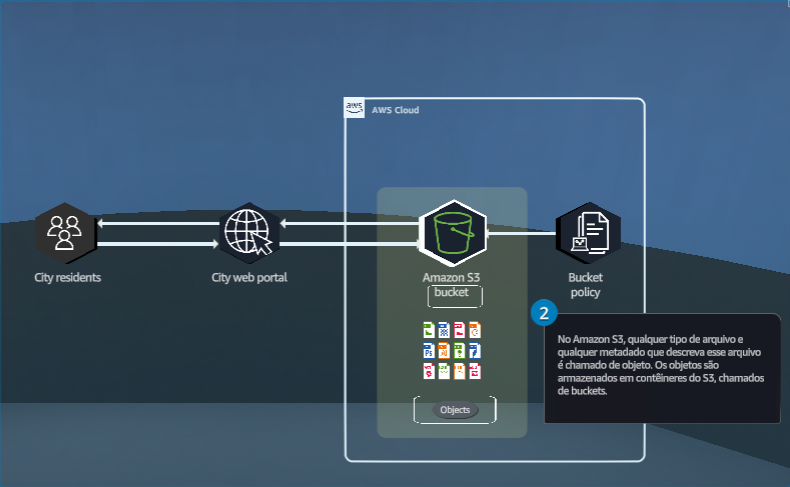 aws
AWS Cloud
City residents
City web portal
Amazon S3
bucket
Bucket
policy
2
No Amazon S3, qualquer tipo de arquivo e
qualquer metadado que descreva esse arquivo
é chamado de objeto. Os objetos são
armazenados em contêineres do S3, chamados
de buckets.
Ps
Ai
Objects